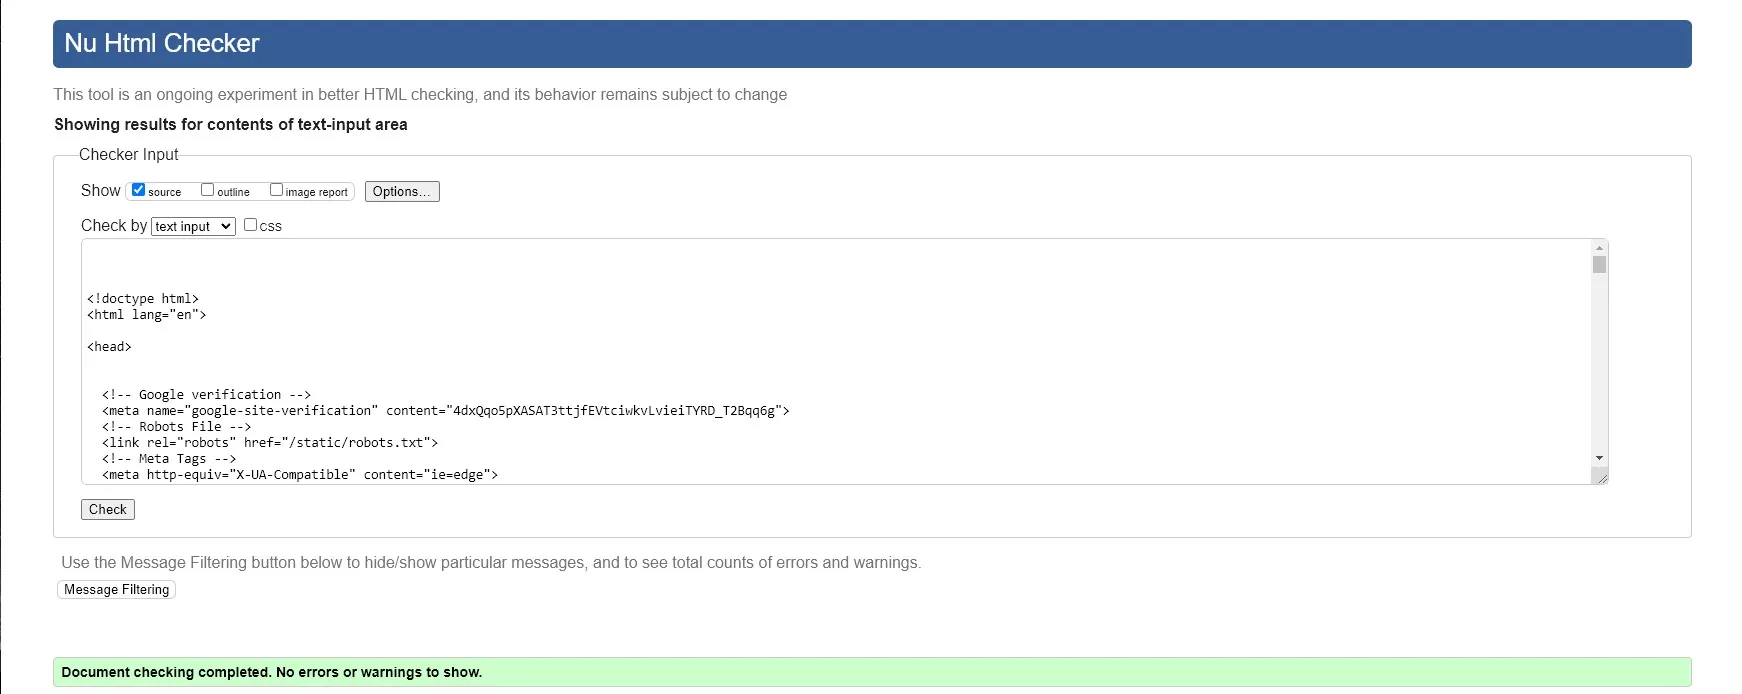 Nu Html Checker
This tool is an ongoing experiment in better HTML checking, and its behavior remains subject to change
Showing results for contents of text-input area
Checker Input
Show source outline image report Options...
Check by text input css
<!doctype html>
<html lang="en">
<head>
<!-- Google verification -->
<meta name="google-site-verification" content="4dxQqo5pXASAT3ttjfEVtciwkvLvieiTYRD_T2Bqq6g">
<!-- Robots File -->
<link rel="robots" href="/static/robots.txt">
<!-- Meta Tags -->
<meta http-equiv="X-UA-Compatible" content="ie=edge">
Check
Use the Message Filtering button below to hide/show particular messages, and to see total counts of errors and warnings.
Message Filtering
Document checking completed. No errors or warnings to show.